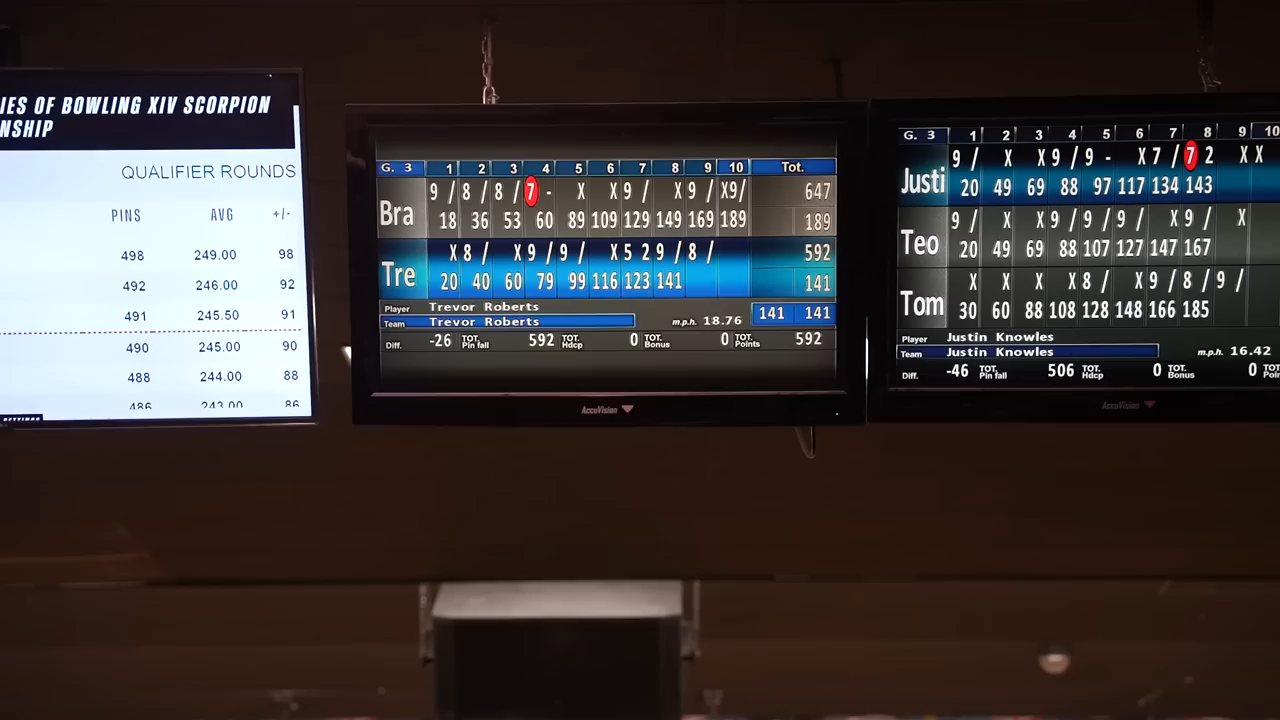 IES OF BOWLING XIV SCORPION
NSHIP
QUALIFIER ROUNDS
PINS AVG +/-
498 249.00 98
492 246.00 92
491 245.50 91
490 245.00 90
488 244.00 88
486 243.00 86
G. 3 1 2 3 4 5 6 7 8 9 10 Tot.
9 / 8 / 8 / 7 - X X 9 / X 9 / X9/ 647
Bra 18 36 53 60 89 109 129 149 169 189 189
X 8 / X 9 / 9 / X 5 2 9 / 8 / 592
Tre 20 40 60 79 99 116 123 141 141
Player Trevor Roberts
Team Trevor Roberts m.p.h. 18.76 141 141
Diff. -26 TOT. Pin fall 592 TOT. Hdcp 0 TOT. Bonus 0 TOT. Points 592
AccuVision
G. 3 1 2 3 4 5 6 7 8 9 10
9 / X X 9 / 9 - X 7 / 7 2 X X
Justi 20 49 69 88 97 117 134 143
9 / X X 9 / 9 / 9 / X 9 / X
Teo 20 49 69 88 107 127 147 167
X X X X 8 / X 9 / 8 / 9 /
Tom 30 60 88 108 128 148 166 185
Player Justin Knowles
Team Justin Knowles m.p.h. 16.42
Diff. -46 TOT. Pin fall 506 TOT. Hdcp 0 TOT. Bonus 0 TOT.
AccuVision